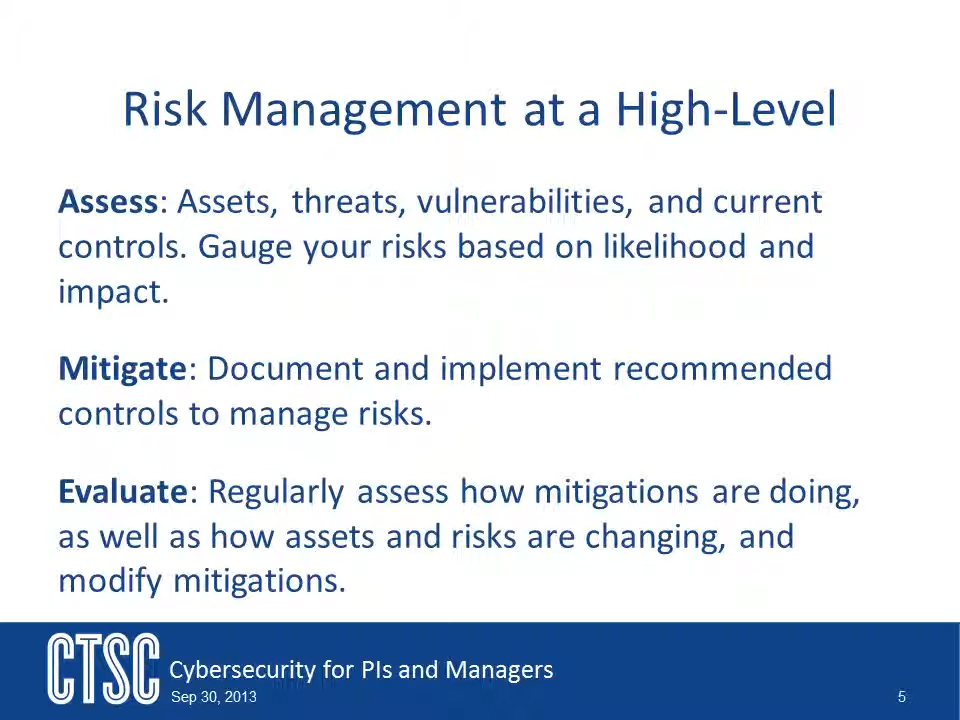 Risk Management at a High-Level
Assess: Assets, threats, vulnerabilities, and current
controls. Gauge your risks based on likelihood and
impact.
Mitigate: Document and implement recommended
controls to manage risks.
Evaluate: Regularly assess how mitigations are doing,
as well as how assets and risks are changing, and
modify mitigations.
CTSC
Cybersecurity for PIs and Managers
Sep 30, 2013
5